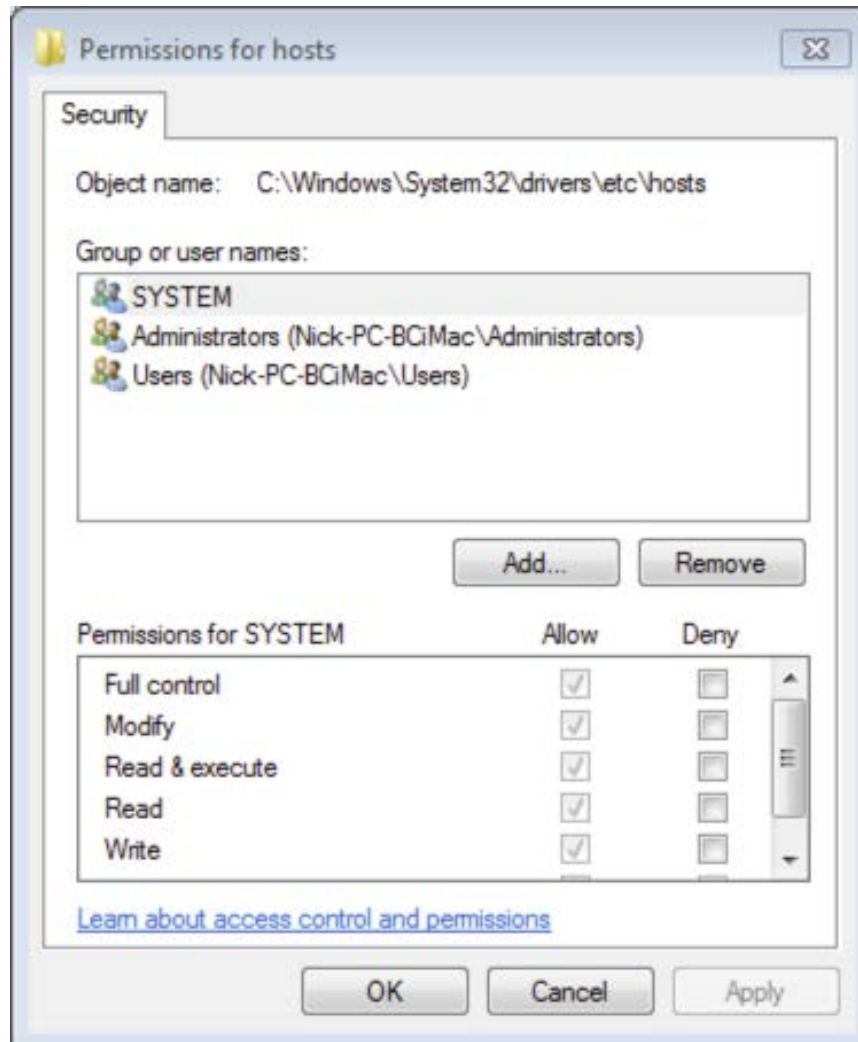 Permissions for hosts
Security
Object name: C:\Windows\System32\drivers\etc\hosts
Group or user names:
SYSTEM
Administrators (Nick-PC-BCiMac\Administrators)
Users (Nick-PC-BCiMac\Users)
Add... Remove
Permissions for SYSTEM Allow Deny
Full control
Modify
Read & execute
Read
Write
Learn about access control and permissions
OK Cancel Apply